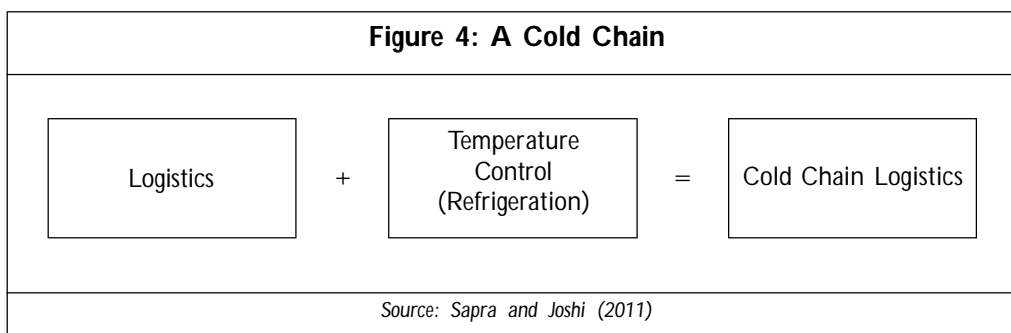 Figure 4: A Cold Chain
Logistics
+
Temperature
Control
(Refrigeration)
=
Cold Chain Logistics
Source: Sapra and Joshi (2011)